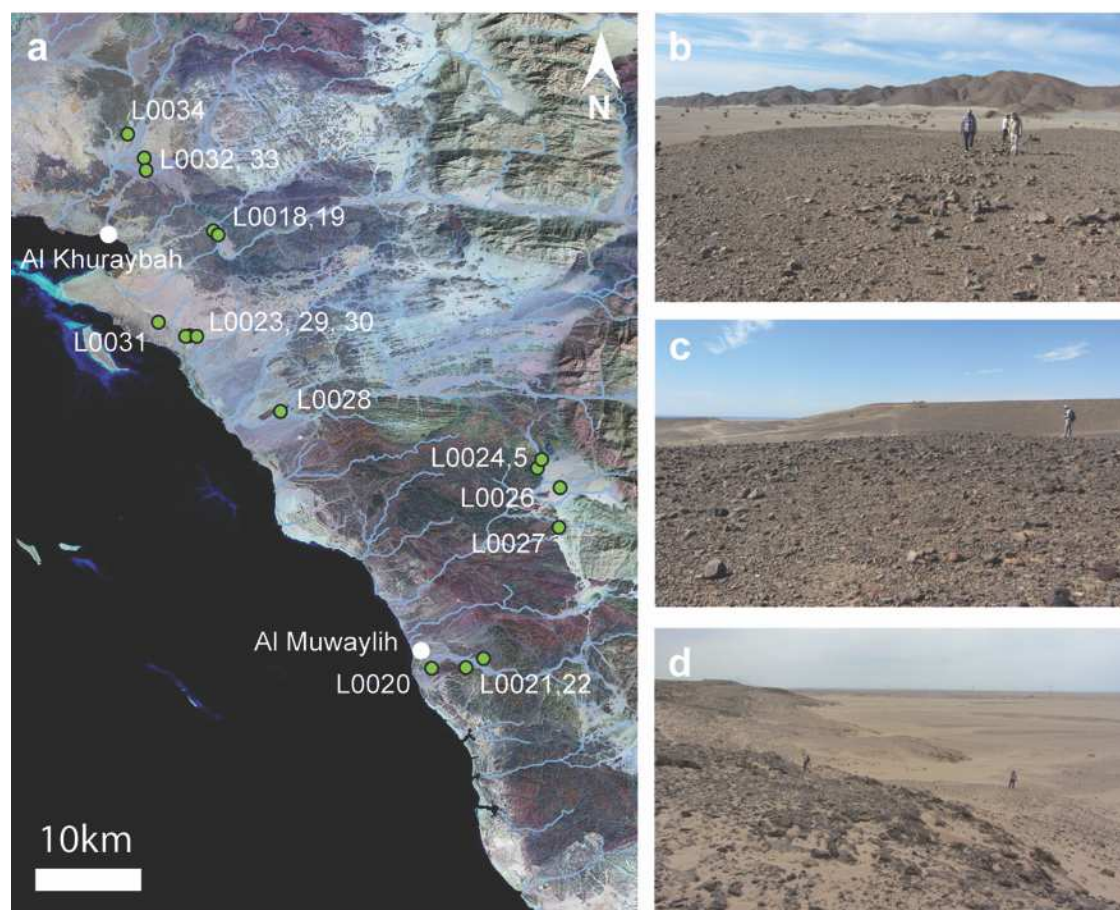 a
N
L0034
L0032, 33
L0018,19
Al Khuraybah
L0023, 29, 30
L0031
L0028
L0024,5
L0026
L0027
Al Muwaylih
L0020
L0021,22
10km
b
c
d